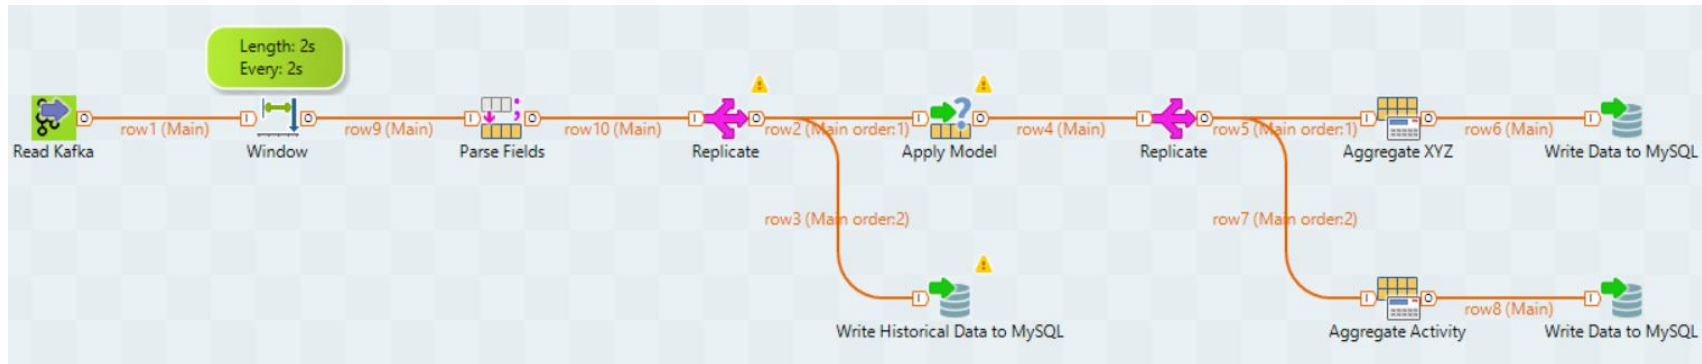 Length: 2s
Every: 2s
row1 (Main)
row9 (Main)
row10 (Main)
row2 (Main order:1)
row4 (Main)
row5 (Main order:1)
row6 (Main)
Read Kafka
Window
Parse Fields
Replicate
Apply Model
Replicate
Aggregate XYZ
Write Data to MySQL
row3 (Main order:2)
row7 (Main order:2)
row8 (Main)
Write Historical Data to MySQL
Aggregate Activity
Write Data to MySQL